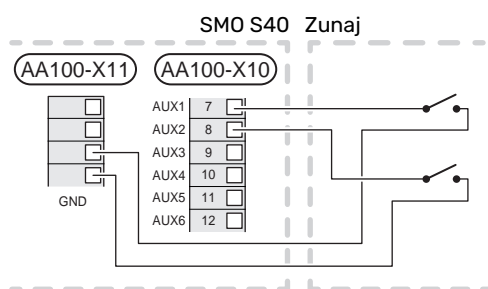 SMO S40 Zunaj
AA100-X11 AA100-X10
AUX1 7
AUX2 8
AUX3 9
AUX4 10
AUX5 11
AUX6 12
GND